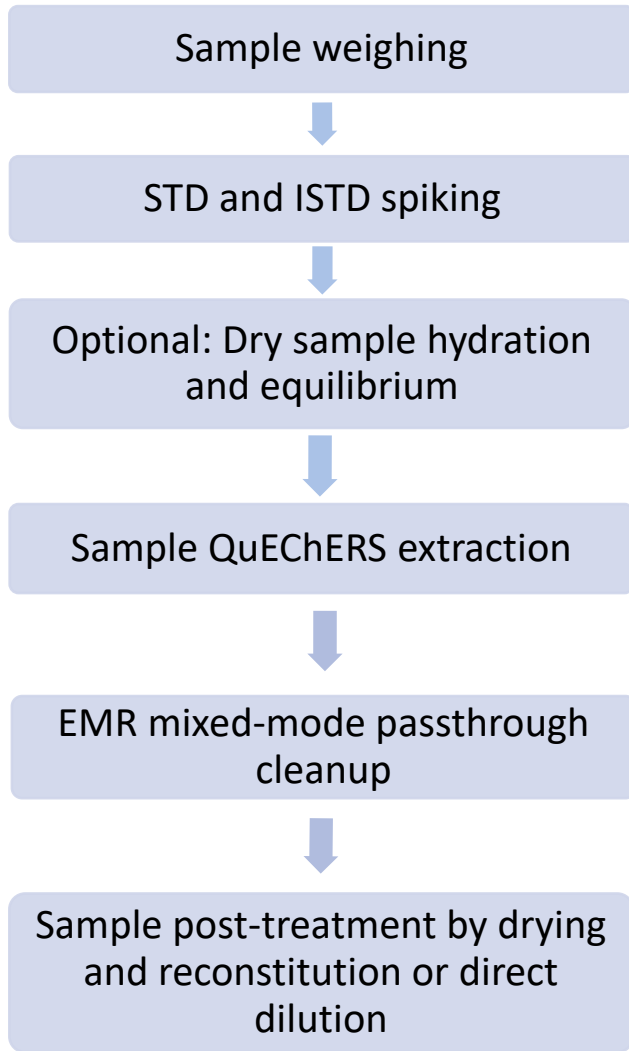 Sample weighing
STD and ISTD spiking
Optional: Dry sample hydration
and equilibrium
Sample QuEChERS extraction
EMR mixed-mode passthrough
cleanup
Sample post-treatment by drying
and reconstitution or direct
dilution